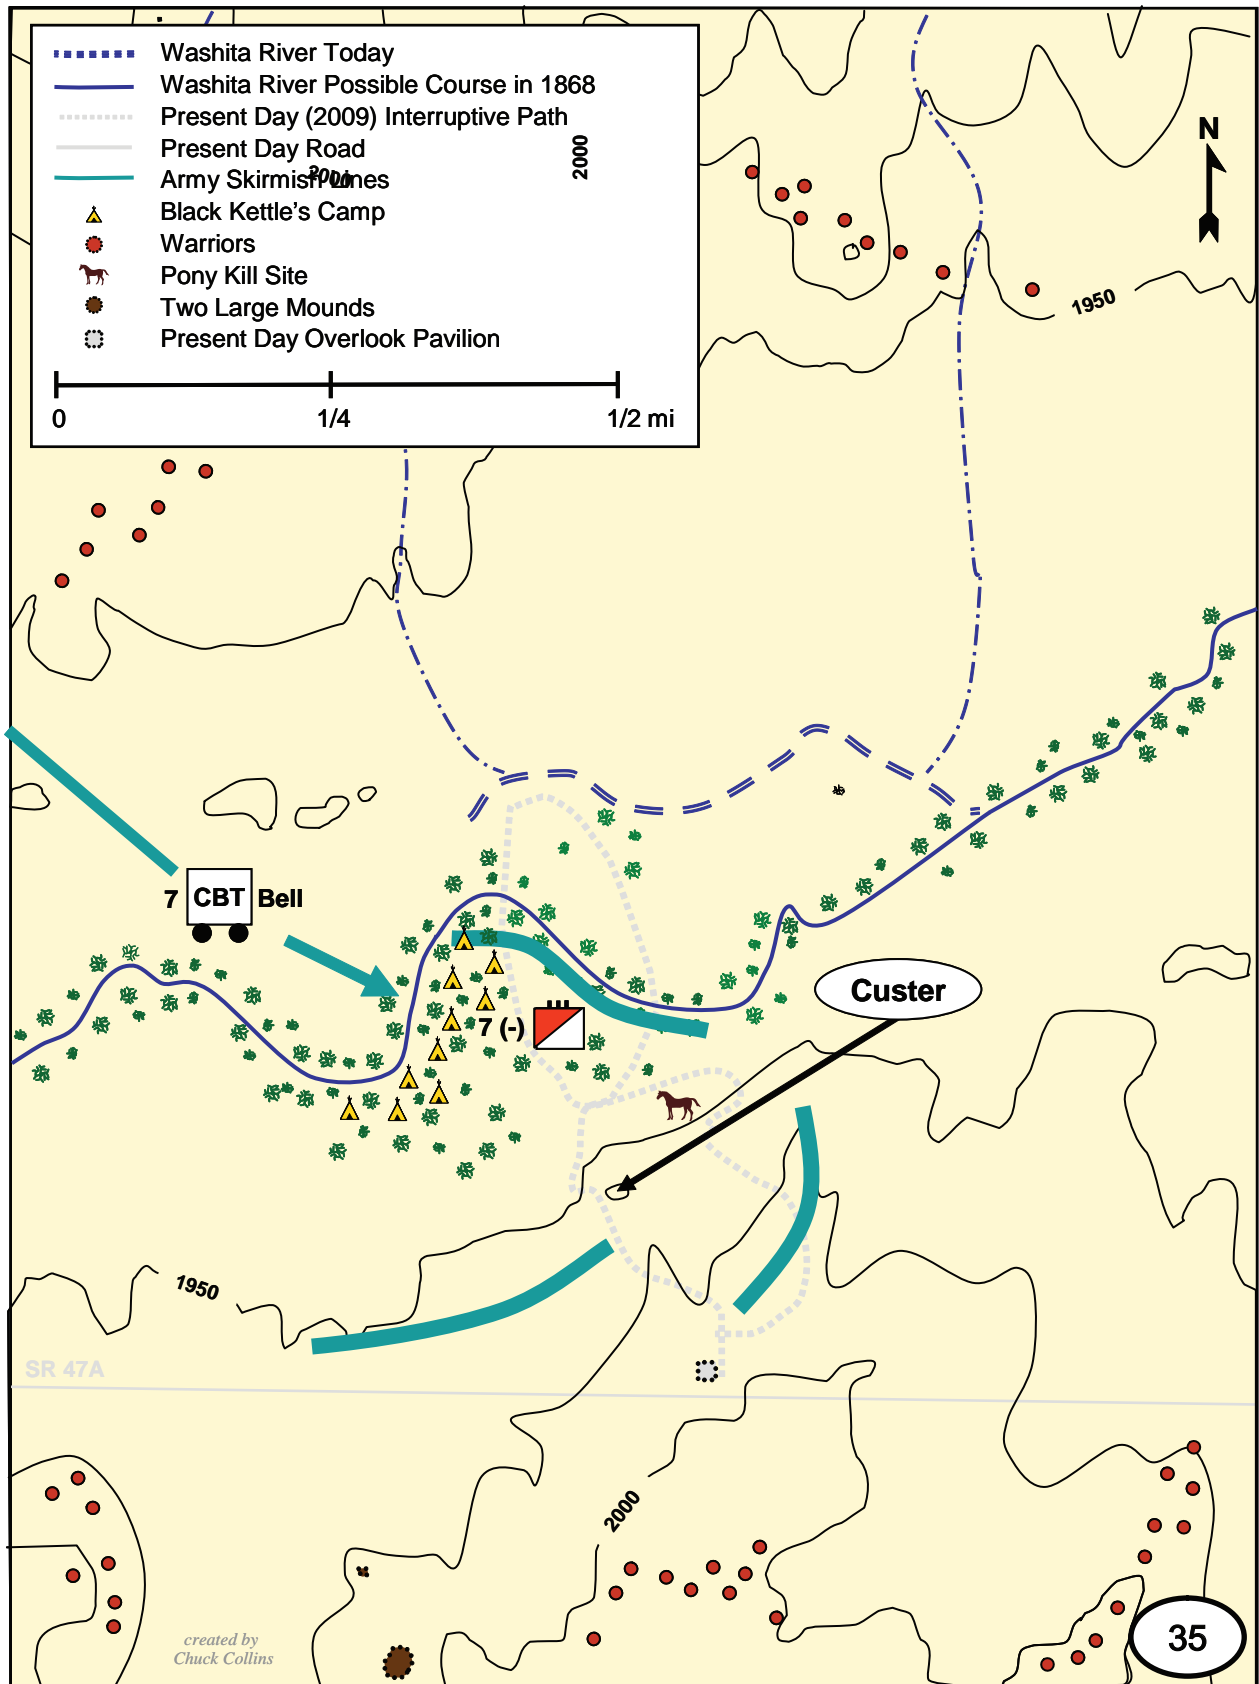 Washita River Today
Washita River Possible Course in 1868
Present Day (2009) Interruptive Path
Present Day Road
2000
Army Skirmish Lines
2000
Black Kettle's Camp
Warriors
Pony Kill Site
Two Large Mounds
Present Day Overlook Pavilion
0 1/4 1/2 mi
N
1950
7 CBT Bell
Custer
7 (-)
1950
SR 47A
2000
created by
Chuck Collins
35